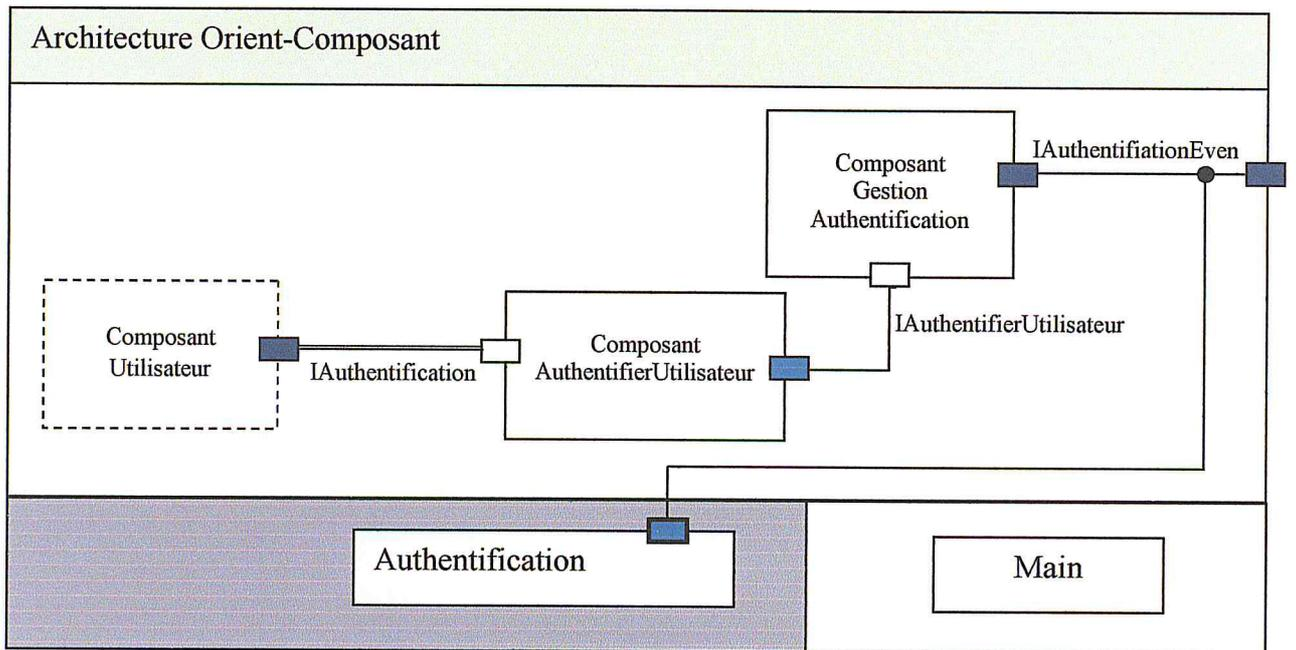 Architecture Orient-Composant
Composant
Gestion
Authentification
IAuthentifiationEven
IAuthentifierUtilisateur
Composant
Utilisateur
IAuthentification
Composant
AuthentifierUtilisateur
Authentification
Main